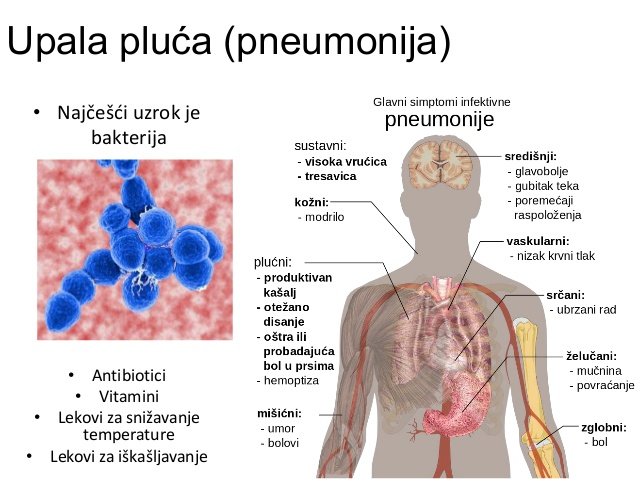 Upala pluća (pneumonija)
• Najčešći uzrok je
bakterija
• Antibiotici
• Vitamini
• Lekovi za snižavanje
temperature
• Lekovi za iškašljavanje
Glavni simptomi infektivne
pneumonije
sustavni:
- visoka vrućica
- tresavica
kožni:
- modrilo
plućni:
- produktivan
kašalj
- otežano
disanje
- oštra ili
probadajuća
bol u prsima
- hemoptiza
mišićni:
- umor
- bolovi
središnji:
- glavobolje
- gubitak teka
- poremećaji
raspoloženja
vaskularni:
- nizak krvni tlak
srčani:
- ubrzani rad
želučani:
- mučnina
- povraćanje
zglobni:
- bol